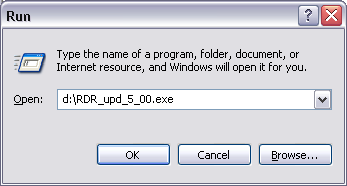 Run
Type the name of a program, folder, document, or
Internet resource, and Windows will open it for you.
Open: d:\RDR_upd_5_00.exe
OK Cancel Browse...